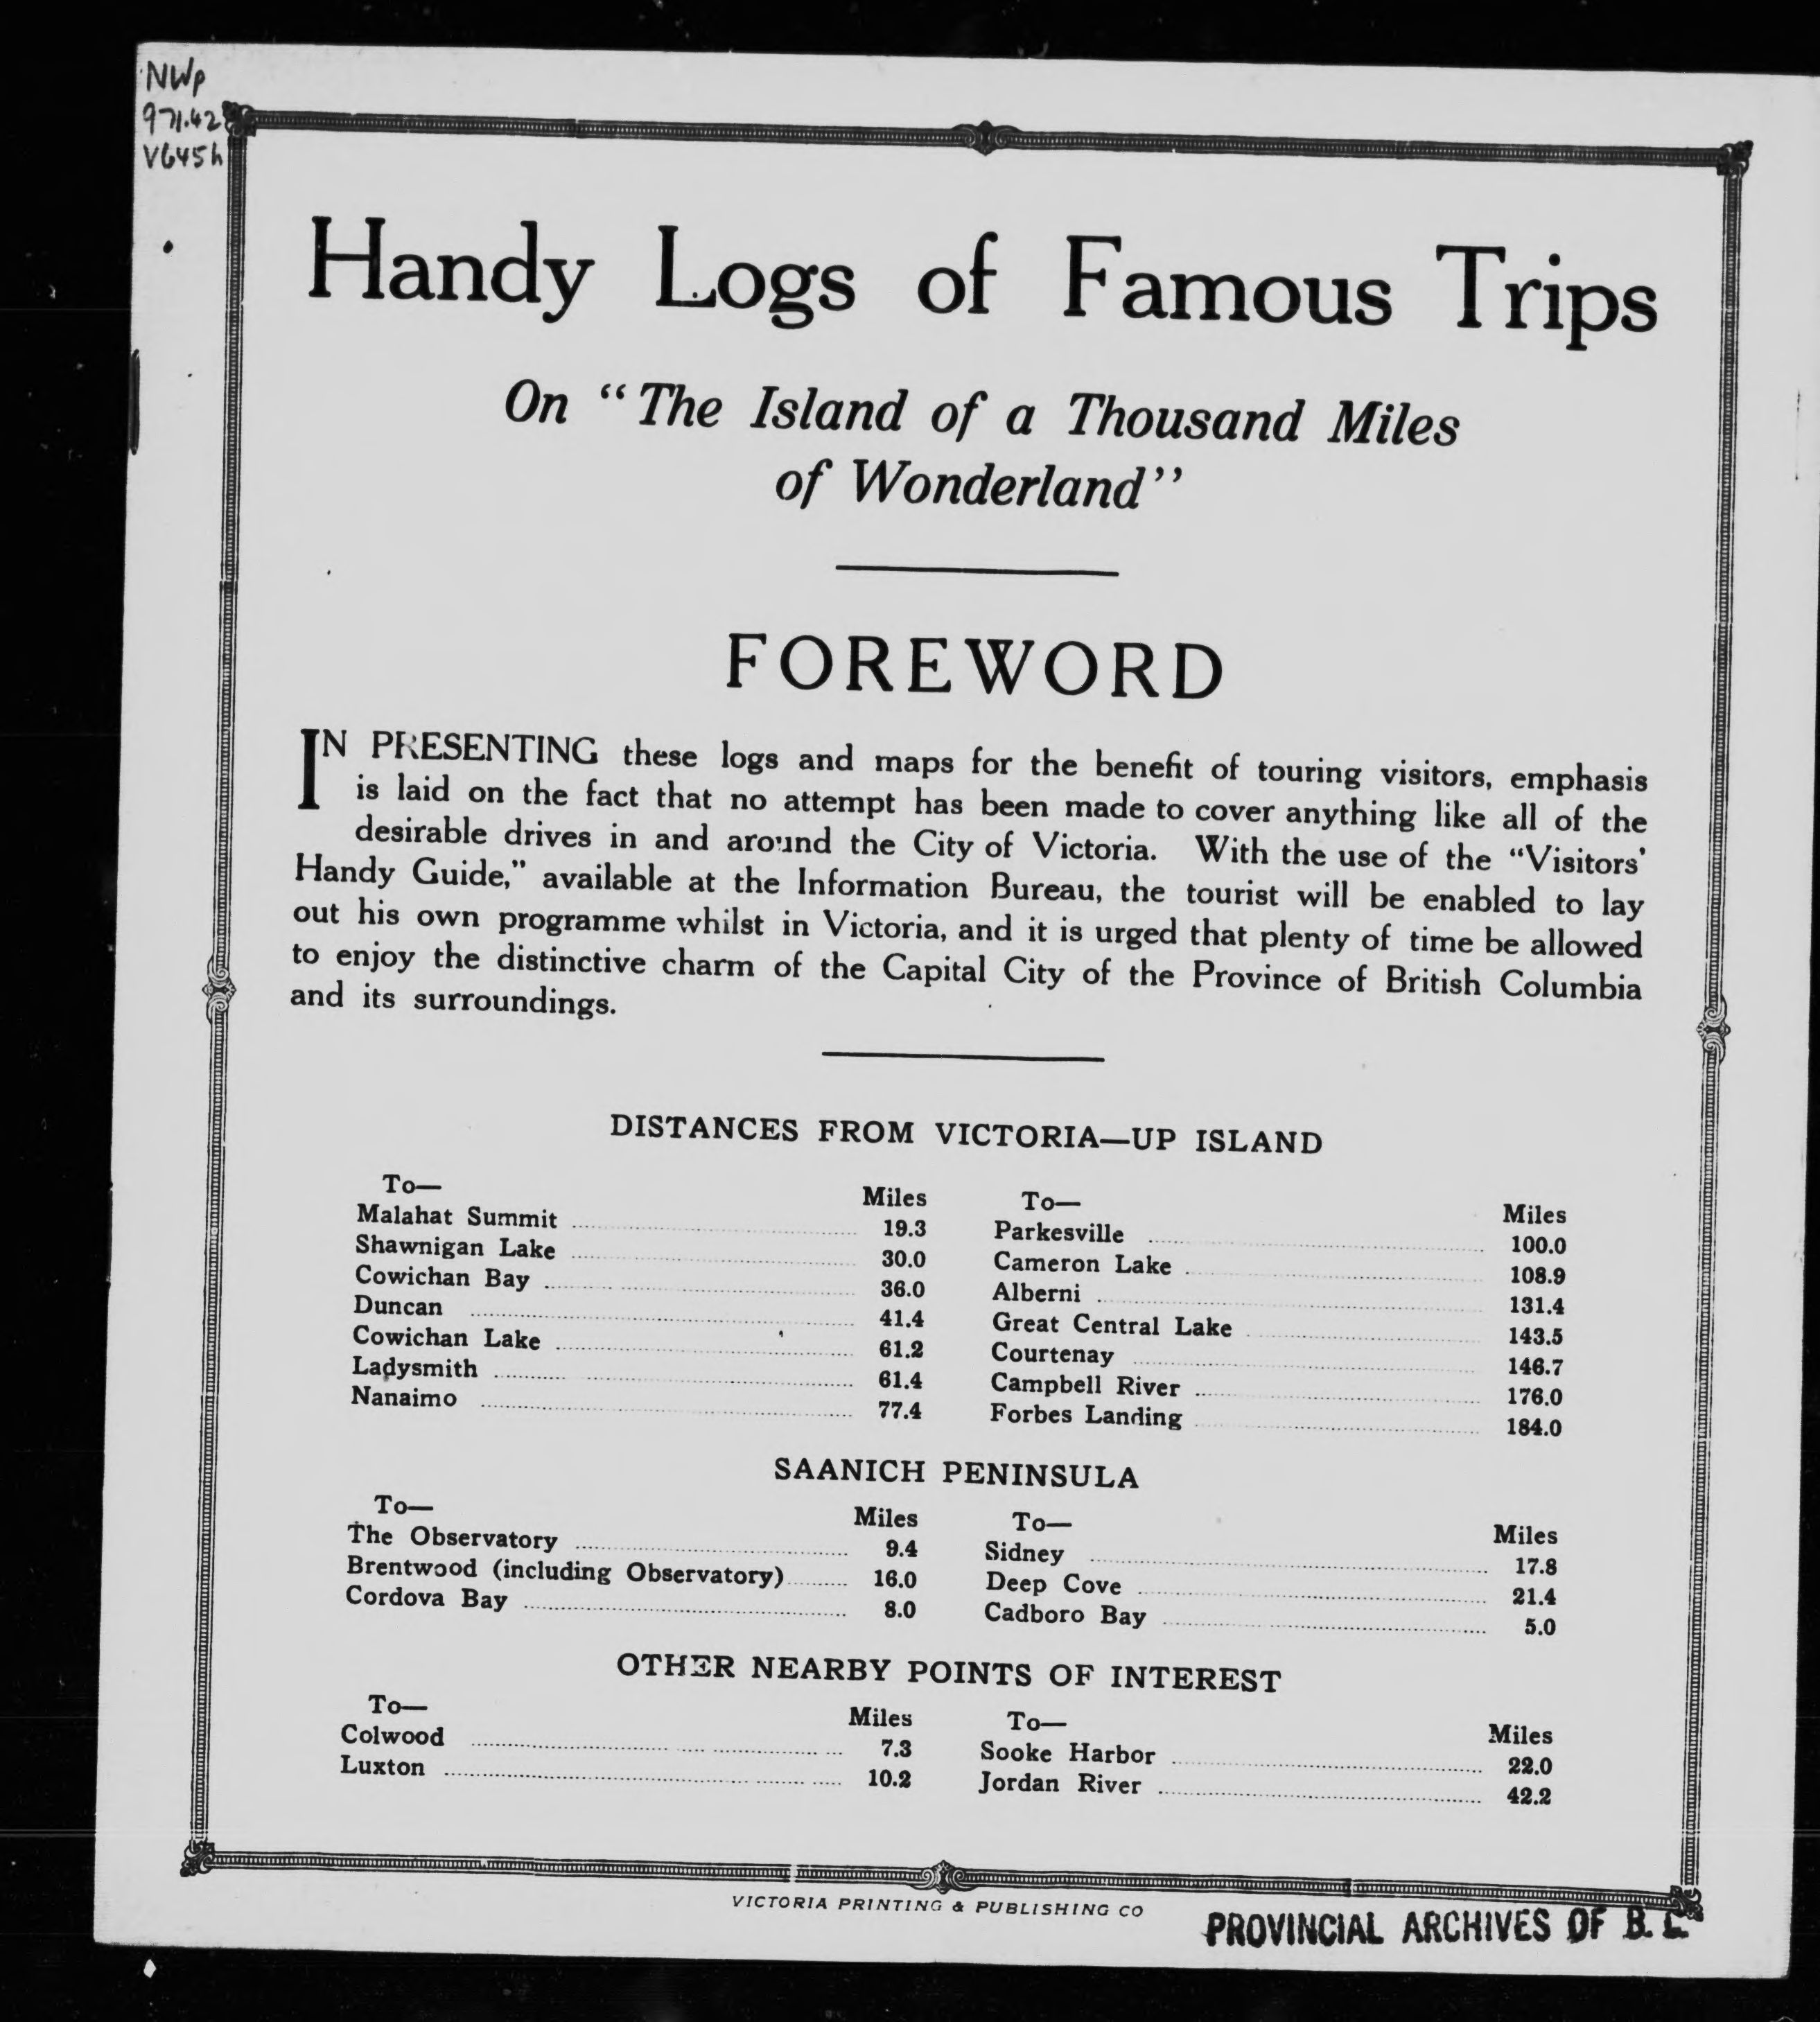 NWp
971.42
V645h
Handy Logs of Famous Trips
On "The Island of a Thousand Miles
of Wonderland"
FOREWORD
IN PRESENTING these logs and maps for the benefit of touring visitors, emphasis
is laid on the fact that no attempt has been made to cover anything like all of the
desirable drives in and around the City of Victoria. With the use of the "Visitors'
Handy Guide," available at the Information Bureau, the tourist will be enabled to lay
out his own programme whilst in Victoria, and it is urged that plenty of time be allowed
to enjoy the distinctive charm of the Capital City of the Province of British Columbia
and its surroundings.
DISTANCES FROM VICTORIA—UP ISLAND
To— Miles
Malahat Summit 19.3
Shawnigan Lake 30.0
Cowichan Bay 36.0
Duncan 41.4
Cowichan Lake 61.2
Ladysmith 61.4
Nanaimo 77.4
To— Miles
Parkesville 100.0
Cameron Lake 108.9
Alberni 131.4
Great Central Lake 143.5
Courtenay 146.7
Campbell River 176.0
Forbes Landing 184.0
SAANICH PENINSULA
To— Miles
The Observatory 9.4
Brentwood (including Observatory) 16.0
Cordova Bay 8.0
To— Miles
Sidney 17.8
Deep Cove 21.4
Cadboro Bay 5.0
OTHER NEARBY POINTS OF INTEREST
To— Miles
Colwood 7.3
Luxton 10.2
To— Miles
Sooke Harbor 22.0
Jordan River 42.2
VICTORIA PRINTING & PUBLISHING CO
PROVINCIAL ARCHIVES OF B. C.